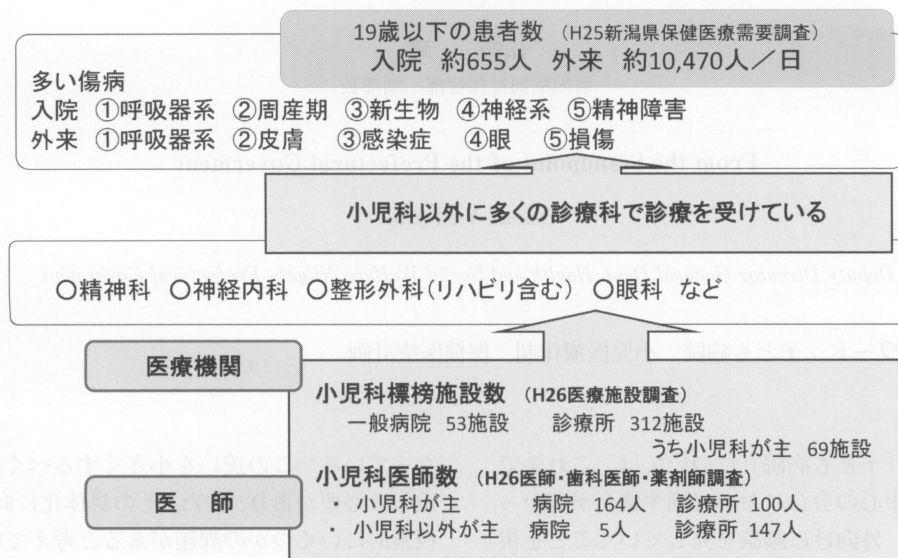 19歳以下の患者数 (H25新潟県保健医療需要調査)
入院 約655人 外来 約10,470人/日
多い傷病
入院 ①呼吸器系 ②周産期 ③新生物 ④神経系 ⑤精神障害
外来 ①呼吸器系 ②皮膚 ③感染症 ④眼 ⑤損傷
小児科以外に多くの診療科で診療を受けている
〇精神科 〇神経内科 〇整形外科(リハビリ含む) 〇眼科 など
医療機関
小児科標榜施設数 (H26医療施設調査)
一般病院 53施設 診療所 312施設
うち小児科が主 69施設
医 師
小児科医師数 (H26医師・歯科医師・薬剤師調査)
・ 小児科が主 病院 164人 診療所 100人
・ 小児科以外が主 病院 5人 診療所 147人